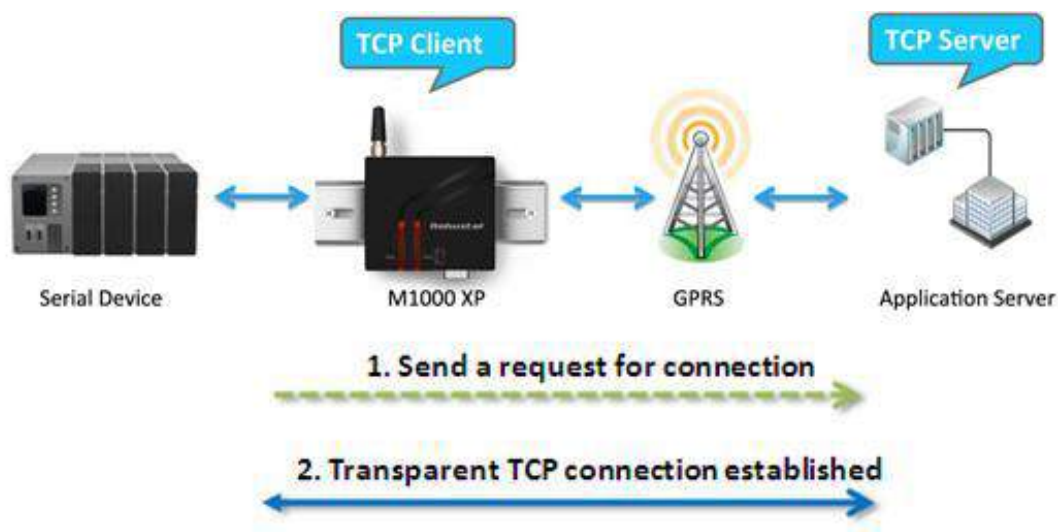 TCP Client
TCP Server
Robustel
Serial Device
M1000 XP
GPRS
Application Server
1. Send a request for connection
2. Transparent TCP connection established